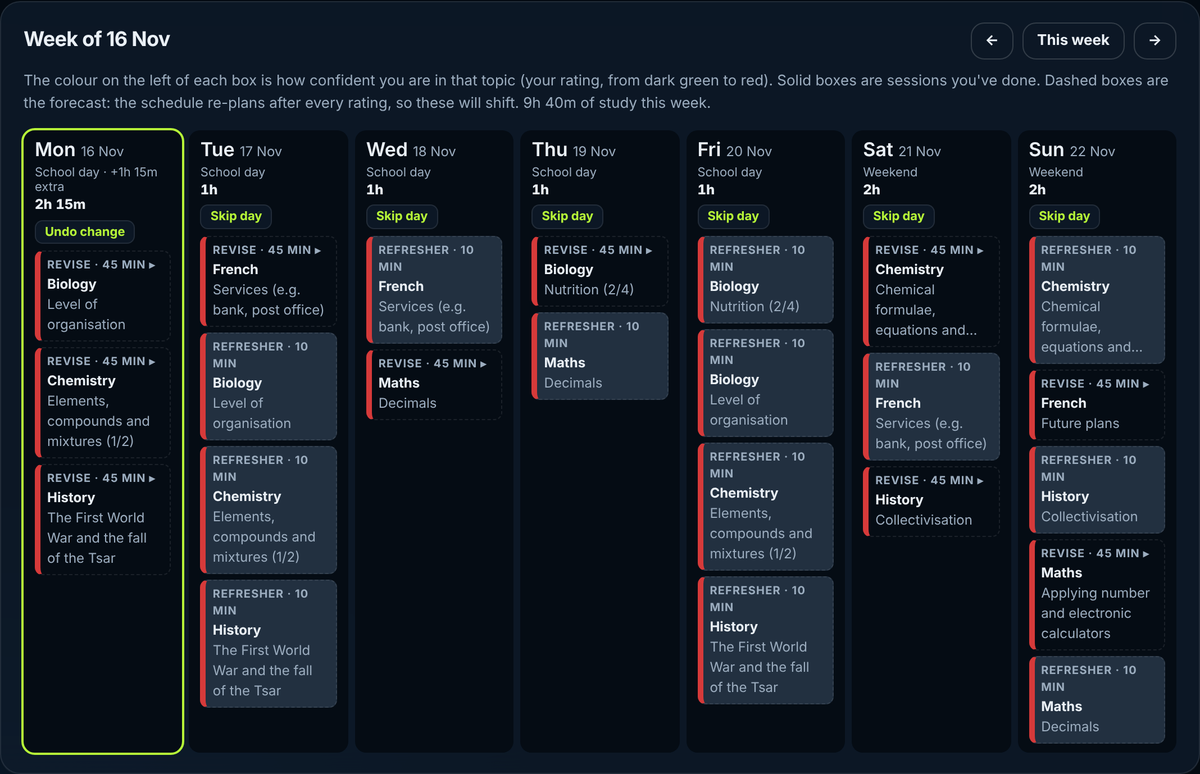 Week of 16 Nov
←
This week
→
The colour on the left of each box is how confident you are in that topic (your rating, from dark green to red). Solid boxes are sessions you've done. Dashed boxes are
the forecast: the schedule re-plans after every rating, so these will shift. 9h 40m of study this week.
Mon 16 Nov
School day · +1h 15m
extra
2h 15m
Undo change
REVISE · 45 MIN ▸
Biology
Level of
organisation
REVISE · 45 MIN ▸
Chemistry
Elements,
compounds and
mixtures (1/2)
REVISE · 45 MIN ▸
History
The First World
War and the fall
of the Tsar
Tue 17 Nov
School day
1h
Skip day
REVISE · 45 MIN ▸
French
Services (e.g.
bank, post office)
REFRESHER · 10
MIN
Biology
Level of
organisation
REFRESHER · 10
MIN
Chemistry
Elements,
compounds and
mixtures (1/2)
REFRESHER · 10
MIN
History
The First World
War and the fall
of the Tsar
Wed 18 Nov
School day
1h
Skip day
REFRESHER · 10
MIN
French
Services (e.g.
bank, post office)
REVISE · 45 MIN ▸
Maths
Decimals
Thu 19 Nov
School day
1h
Skip day
REVISE · 45 MIN ▸
Biology
Nutrition (2/4)
REFRESHER · 10
MIN
Maths
Decimals
Fri 20 Nov
School day
1h
Skip day
REFRESHER · 10
MIN
Biology
Nutrition (2/4)
REFRESHER · 10
MIN
Biology
Level of
organisation
REFRESHER · 10
MIN
Chemistry
Elements,
compounds and
mixtures (1/2)
REFRESHER · 10
MIN
History
The First World
War and the fall
of the Tsar
Sat 21 Nov
Weekend
2h
Skip day
REVISE · 45 MIN ▸
Chemistry
Chemical
formulae,
equations and...
REFRESHER · 10
MIN
French
Services (e.g.
bank, post office)
REVISE · 45 MIN ▸
History
Collectivisation
Sun 22 Nov
Weekend
2h
Skip day
REFRESHER · 10
MIN
Chemistry
Chemical
formulae,
equations and...
REVISE · 45 MIN ▸
French
Future plans
REFRESHER · 10
MIN
History
Collectivisation
REVISE · 45 MIN ▸
Maths
Applying number
and electronic
calculators
REFRESHER · 10
MIN
Maths
Decimals